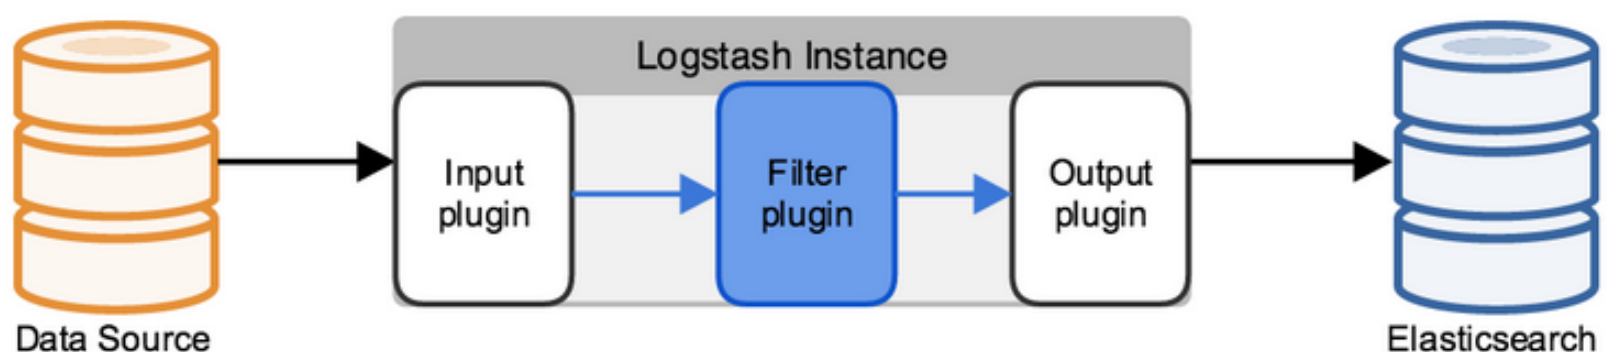 Logstash Instance
Input
plugin
Filter
plugin
Output
plugin
Data Source
Elasticsearch